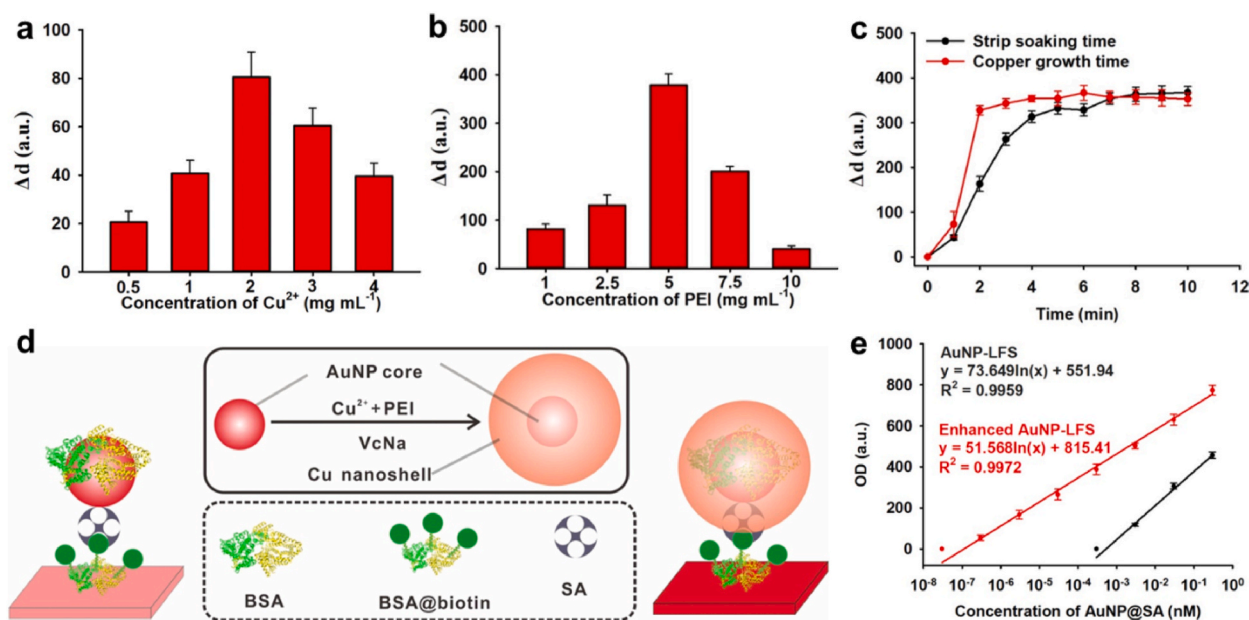 a
Δ d (a.u.)
100
80
60
40
20
0
0.5 1 2 3 4
Concentration of Cu²⁺ (mg mL⁻¹)
b
Δ d (a.u.)
500
400
300
200
100
0
1 2.5 5 7.5 10
Concentration of PEI (mg mL⁻¹)
c
Strip soaking time
Copper growth time
Δ d (a.u.)
500
400
300
300
100
0
0 2 4 6 8 10 12
Time (min)
d
AuNP core
Cu²⁺+PEI
VcNa
Cu nanoshell
BSA
BSA@biotin
SA
e
AuNP-LFS
y = 73.649ln(x) + 551.94
R² = 0.9959
Enhanced AuNP-LFS
y = 51.568ln(x) + 815.41
R² = 0.9972
OD (a.u.)
1000
800
600
400
200
0
10⁻⁸ 10⁻⁷ 10⁻⁶ 10⁻⁵ 10⁻⁴ 10⁻³ 10⁻² 10⁻¹ 10⁰
Concentration of AuNP@SA (nM)